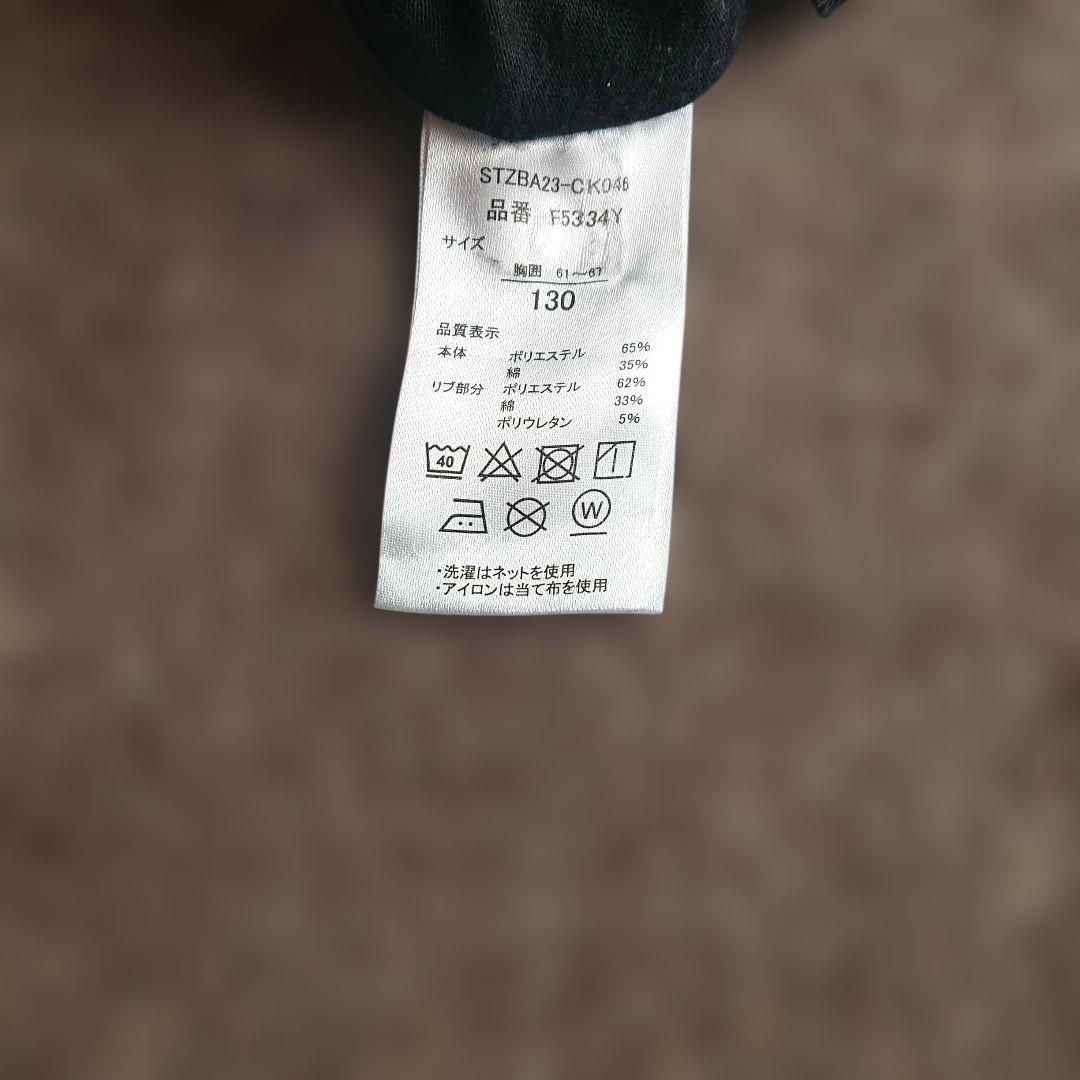 STZBA23-CK046
品番 F5334Y
サイズ
胸囲 61〜67
130
品質表示
本体 ポリエステル 65%
綿 35%
リブ部分 ポリエステル 62%
綿 33%
ポリウレタン 5%
40
W
・洗濯はネットを使用
・アイロンは当て布を使用